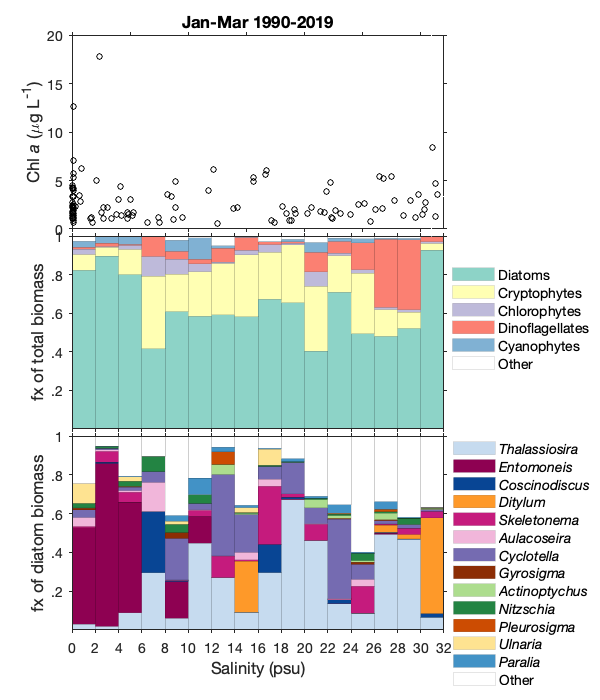 Jan-Mar 1990-2019
Chl a (μg L⁻¹)
20
15
10
5
0
fx of total biomass
1
.8
.6
.4
.2
Diatoms
Cryptophytes
Chlorophytes
Dinoflagellates
Cyanophytes
Other
fx of diatom biomass
1
.8
.6
.4
.2
Thalassiosira
Entomoneis
Coscinodiscus
Ditylum
Skeletonema
Aulacoseira
Cyclotella
Gyrosigma
Actinoptychus
Nitzschia
Pleurosigma
Ulnaria
Paralia
Other
0 2 4 6 8 10 12 14 16 18 20 22 24 26 28 30 32
Salinity (psu)